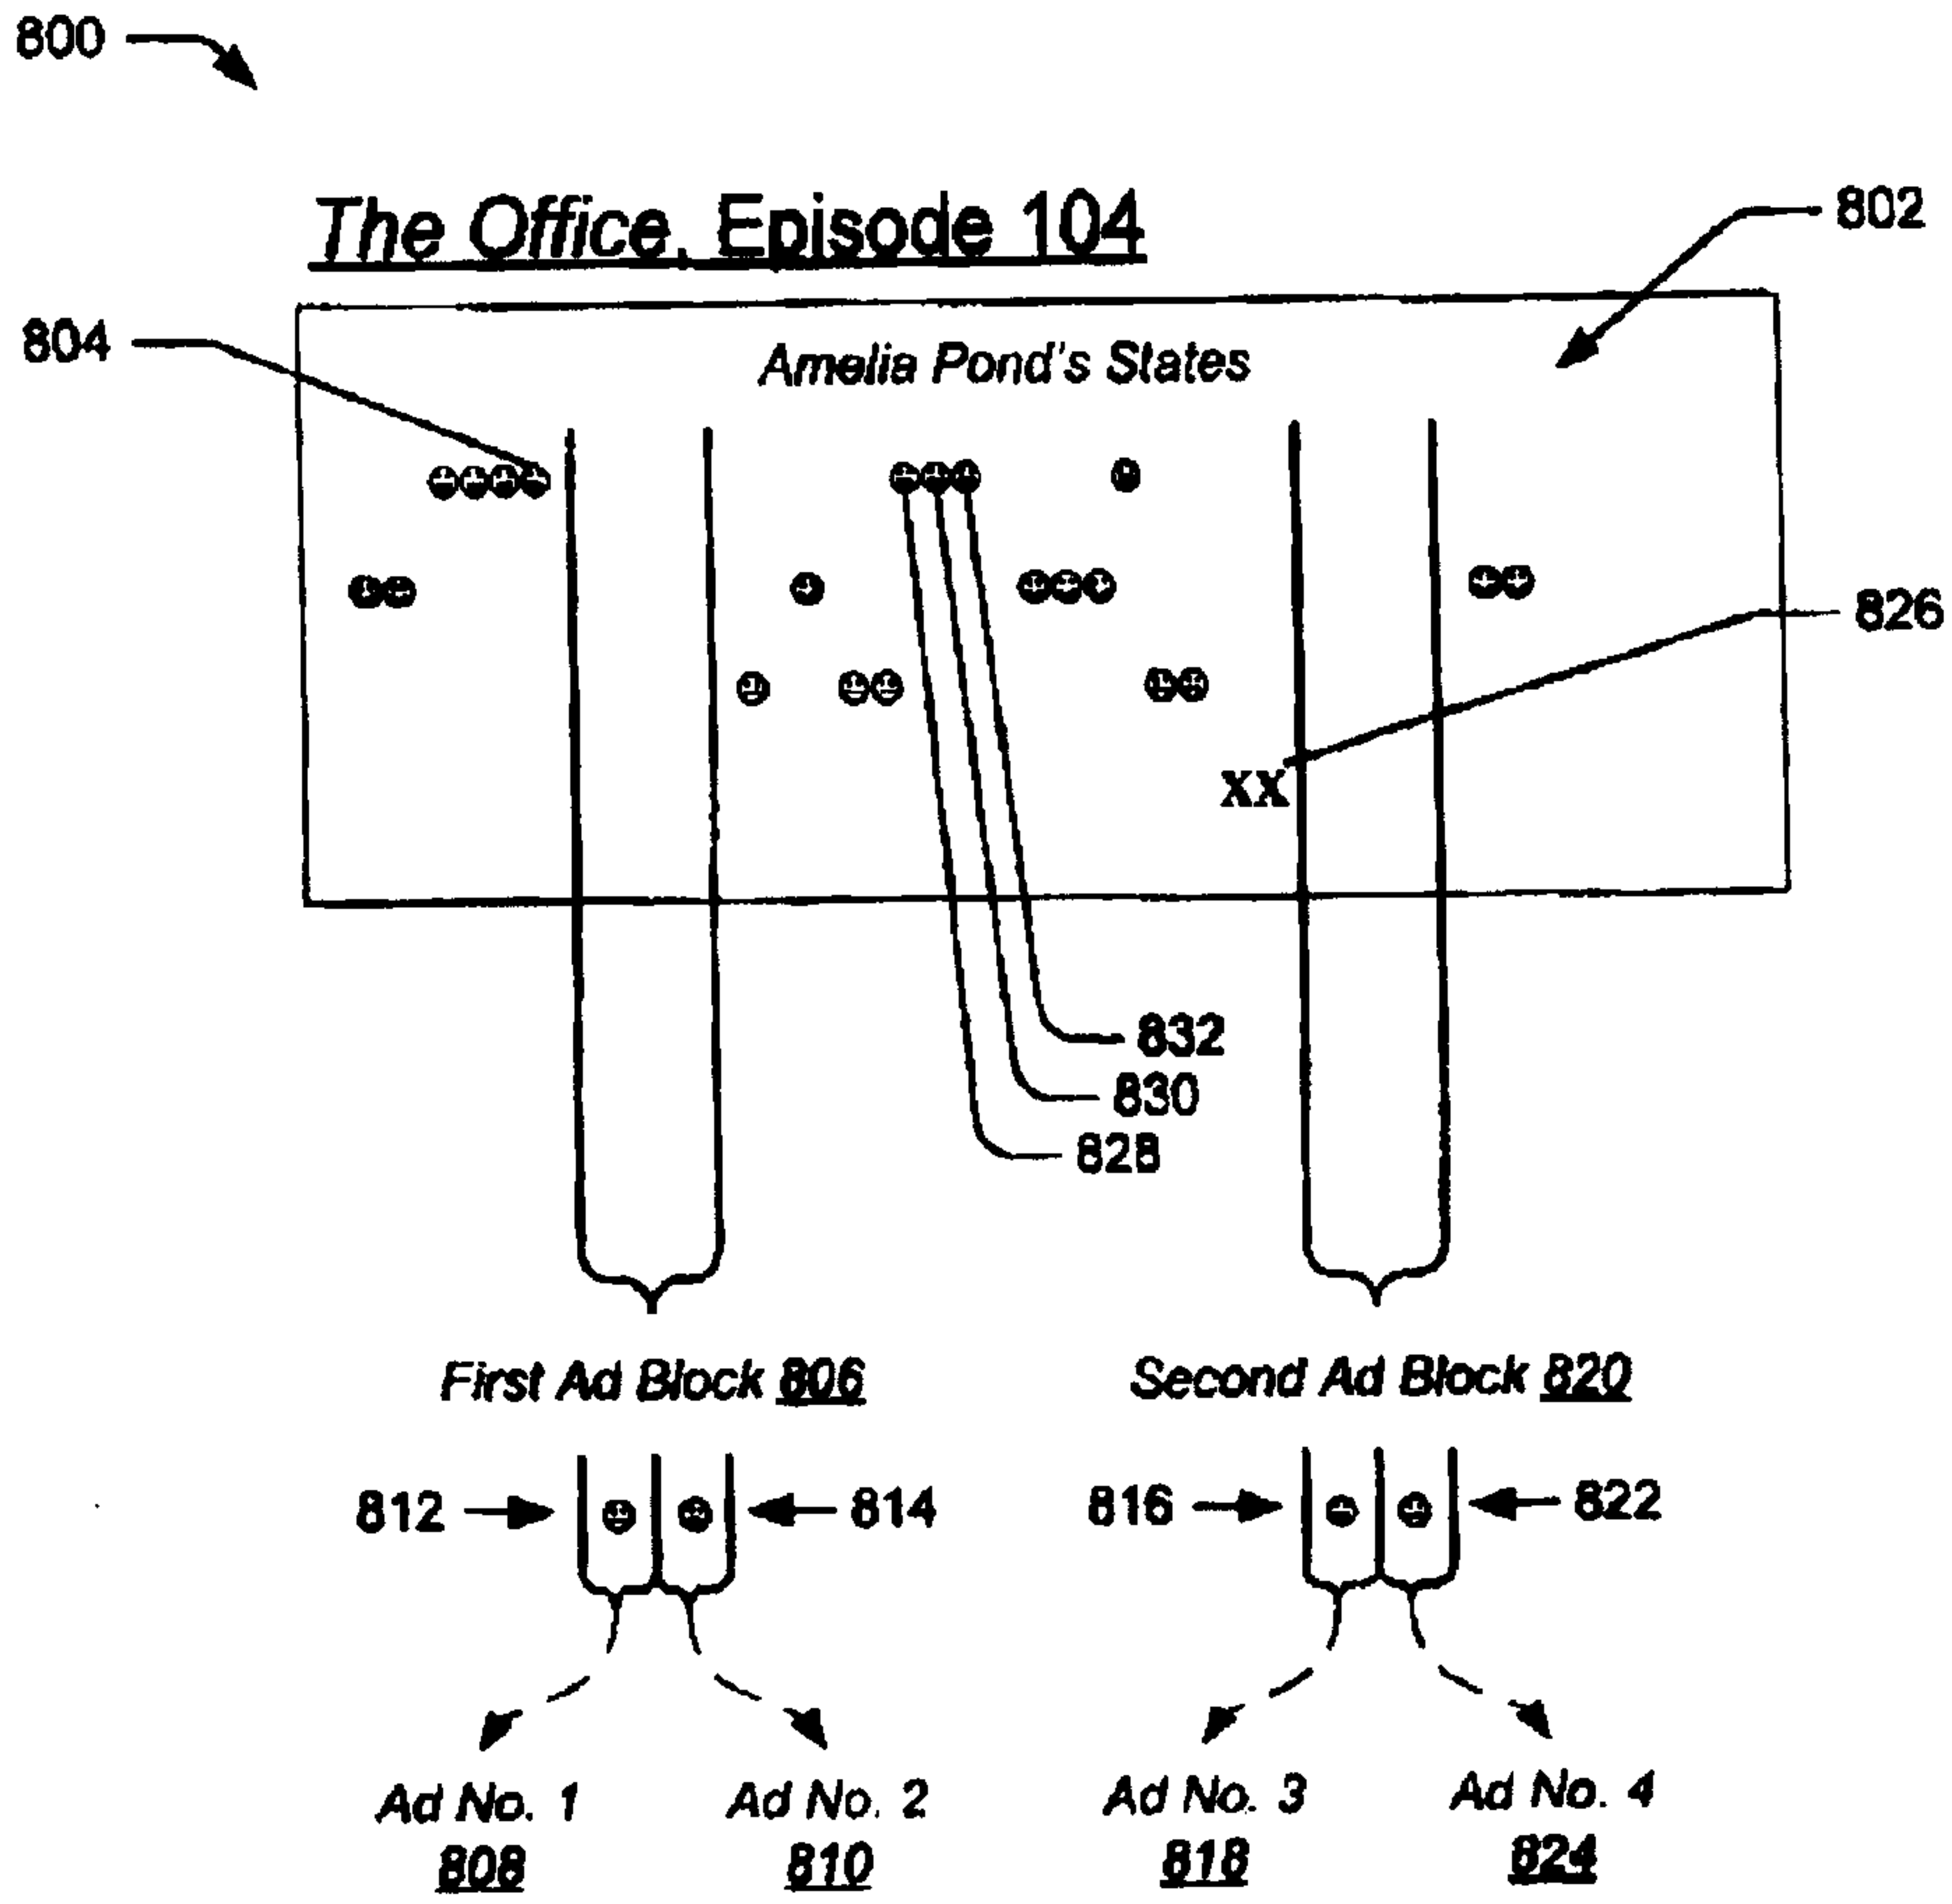 800
The Office, Episode 104
802
804
Amelia Pond's States
826
XX
832
830
828
First Ad Block 806
Second Ad Block 820
812
814
816
822
Ad No. 1
Ad No. 2
Ad No. 3
Ad No. 4
808
810
818
824